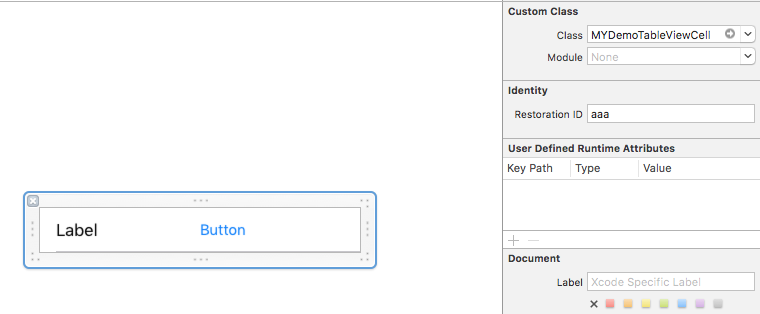 Custom Class
Class MYDemoTableViewCell
Module None
Identity
Restoration ID aaa
User Defined Runtime Attributes
Key Path Type Value
Label Button
Document
Label Xcode Specific Label